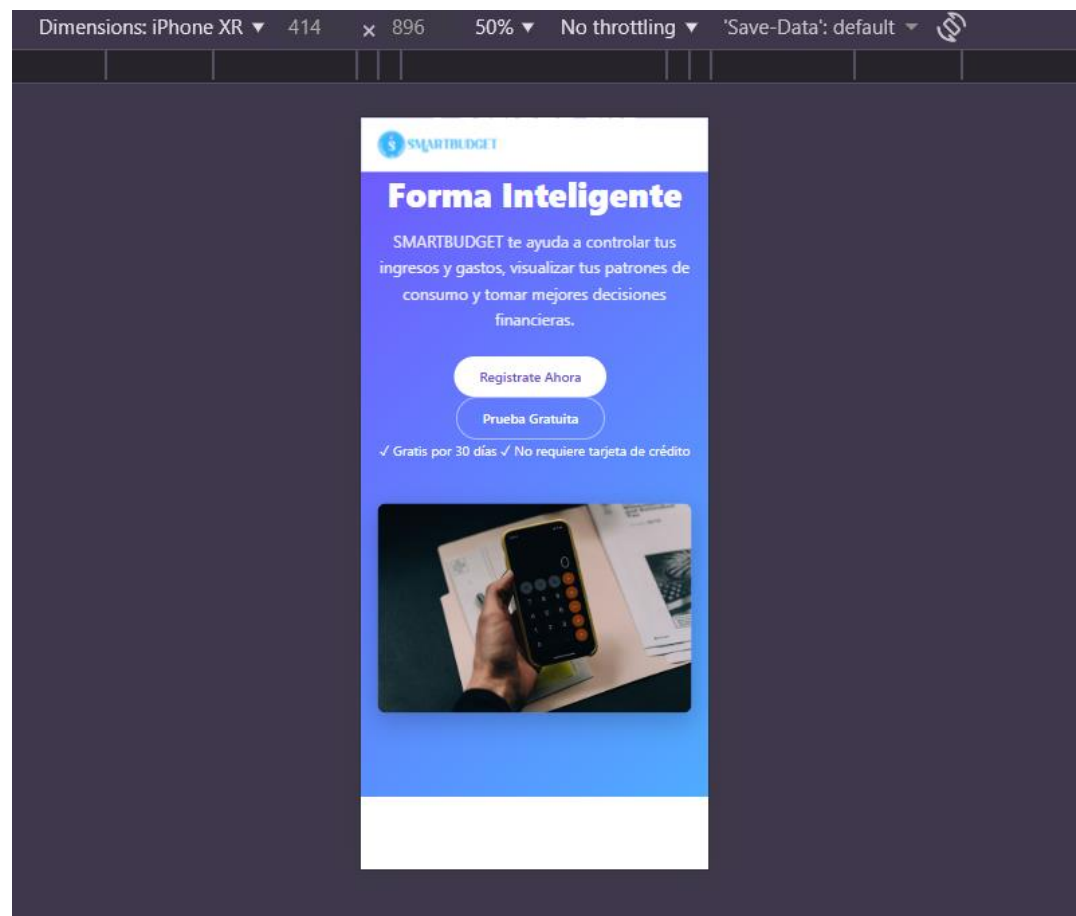 Dimensions: iPhone XR ▼ 414 × 896 50% ▼ No throttling ▼ 'Save-Data': default ▼
SMARTBUDGET
Forma Inteligente
SMARTBUDGET te ayuda a controlar tus
ingresos y gastos, visualizar tus patrones de
consumo y tomar mejores decisiones
financieras.
Registrate Ahora
Prueba Gratuita
✓ Gratis por 30 días ✓ No requiere tarjeta de crédito